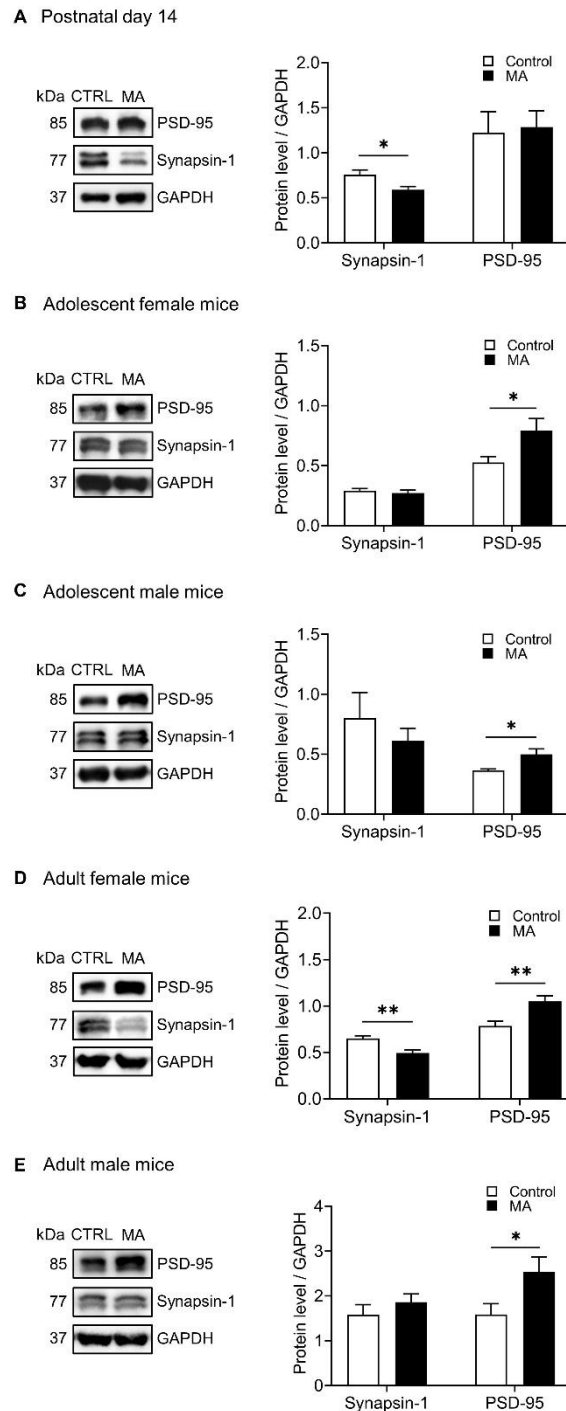 A Postnatal day 14
kDa CTRL MA
85 PSD-95
77 Synapsin-1
37 GAPDH
Protein level / GAPDH
2.0
1.5
1.0
0.5
0.0
Control
MA
*
Synapsin-1 PSD-95
B Adolescent female mice
kDa CTRL MA
85 PSD-95
77 Synapsin-1
37 GAPDH
Protein level / GAPDH
1.5
1.0
0.5
0.0
Control
MA
*
Synapsin-1 PSD-95
C Adolescent male mice
kDa CTRL MA
85 PSD-95
77 Synapsin-1
37 GAPDH
Protein level / GAPDH
1.5
1.0
0.5
0.0
Control
MA
*
Synapsin-1 PSD-95
D Adult female mice
kDa CTRL MA
85 PSD-95
77 Synapsin-1
37 GAPDH
Protein level / GAPDH
2.0
1.5
1.0
0.5
0.0
Control
MA
**
**
Synapsin-1 PSD-95
E Adult male mice
kDa CTRL MA
85 PSD-95
77 Synapsin-1
37 GAPDH
Protein level / GAPDH
4
3
2
1
0
Control
MA
*
Synapsin-1 PSD-95